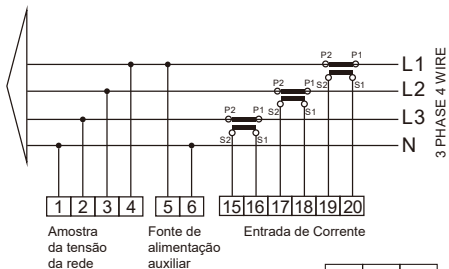 P2 P1
L1
S2 S1
P2 P1
L2
S2 S1
P2 P1
L3
S2 S1
N
3 PHASE 4 WIRE
1 2 3 4 5 6 15 16 17 18 19 20
Amostra
da tensão
da rede
Fonte de
alimentação
auxiliar
Entrada de Corrente